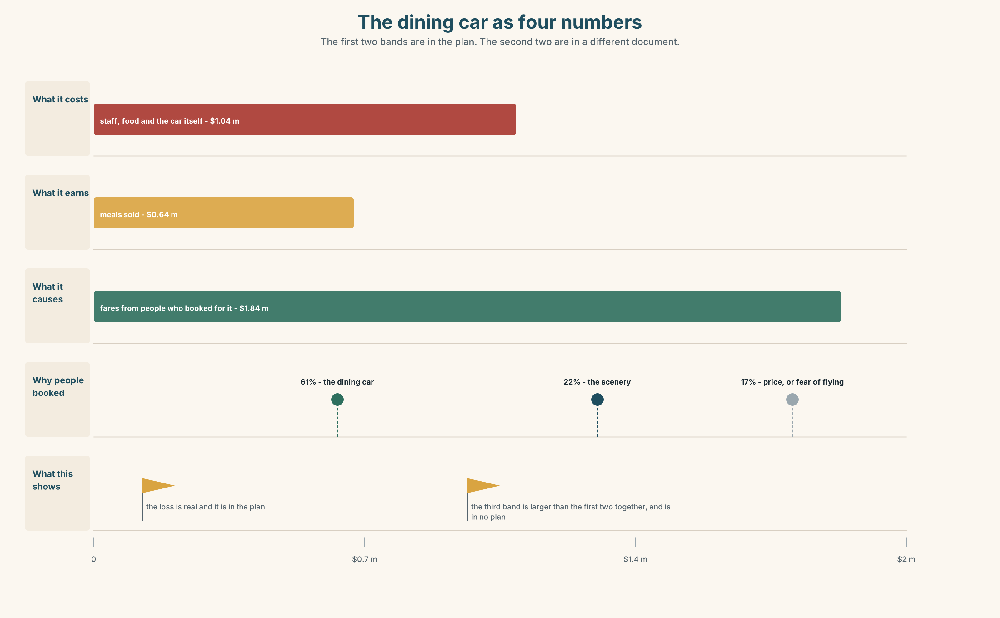 The dining car as four numbers
The first two bands are in the plan. The second two are in a different document.
What it costs
staff, food and the car itself - $1.04 m
What it earns
meals sold - $0.64 m
What it
causes
fares from people who booked for it - $1.84 m
Why people
booked
61% - the dining car
22% - the scenery
17% - price, or fear of flying
What this
shows
the loss is real and it is in the plan
the third band is larger than the first two together, and is
in no plan
0
$0.7 m
$1.4 m
$2 m